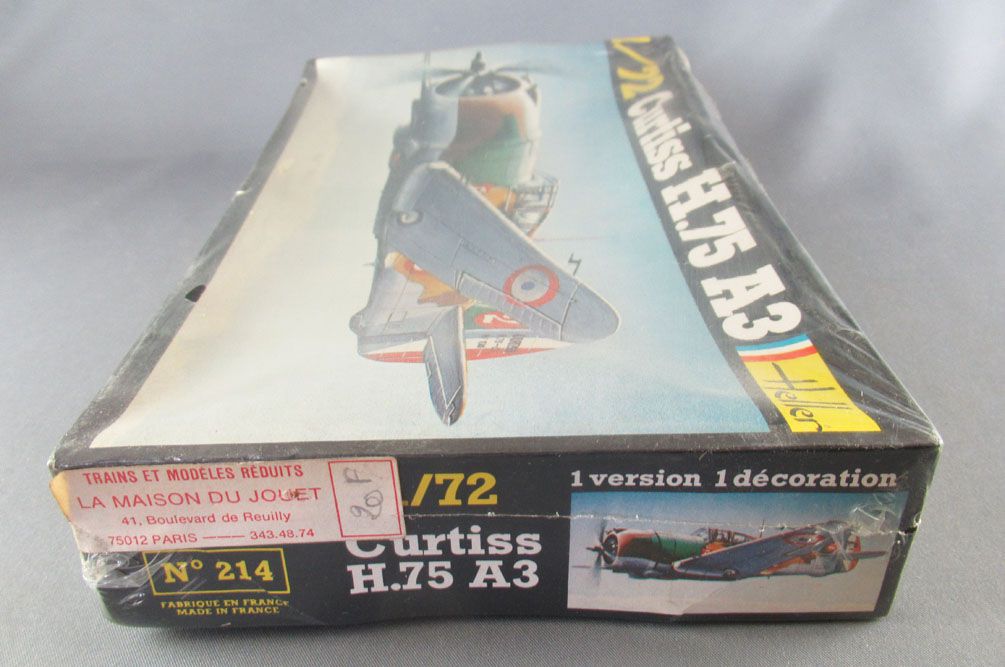 1/72 Curtiss H.75 A3
Heller
TRAINS ET MODÈLES RÉDUITS
LA MAISON DU JOUET
41, Boulevard de Reuilly
75012 PARIS —— 343.48.74
20 F
1/72
Curtiss
H.75 A3
1 version 1 décoration
N° 214
FABRIQUÉ EN FRANCE
MADE IN FRANCE